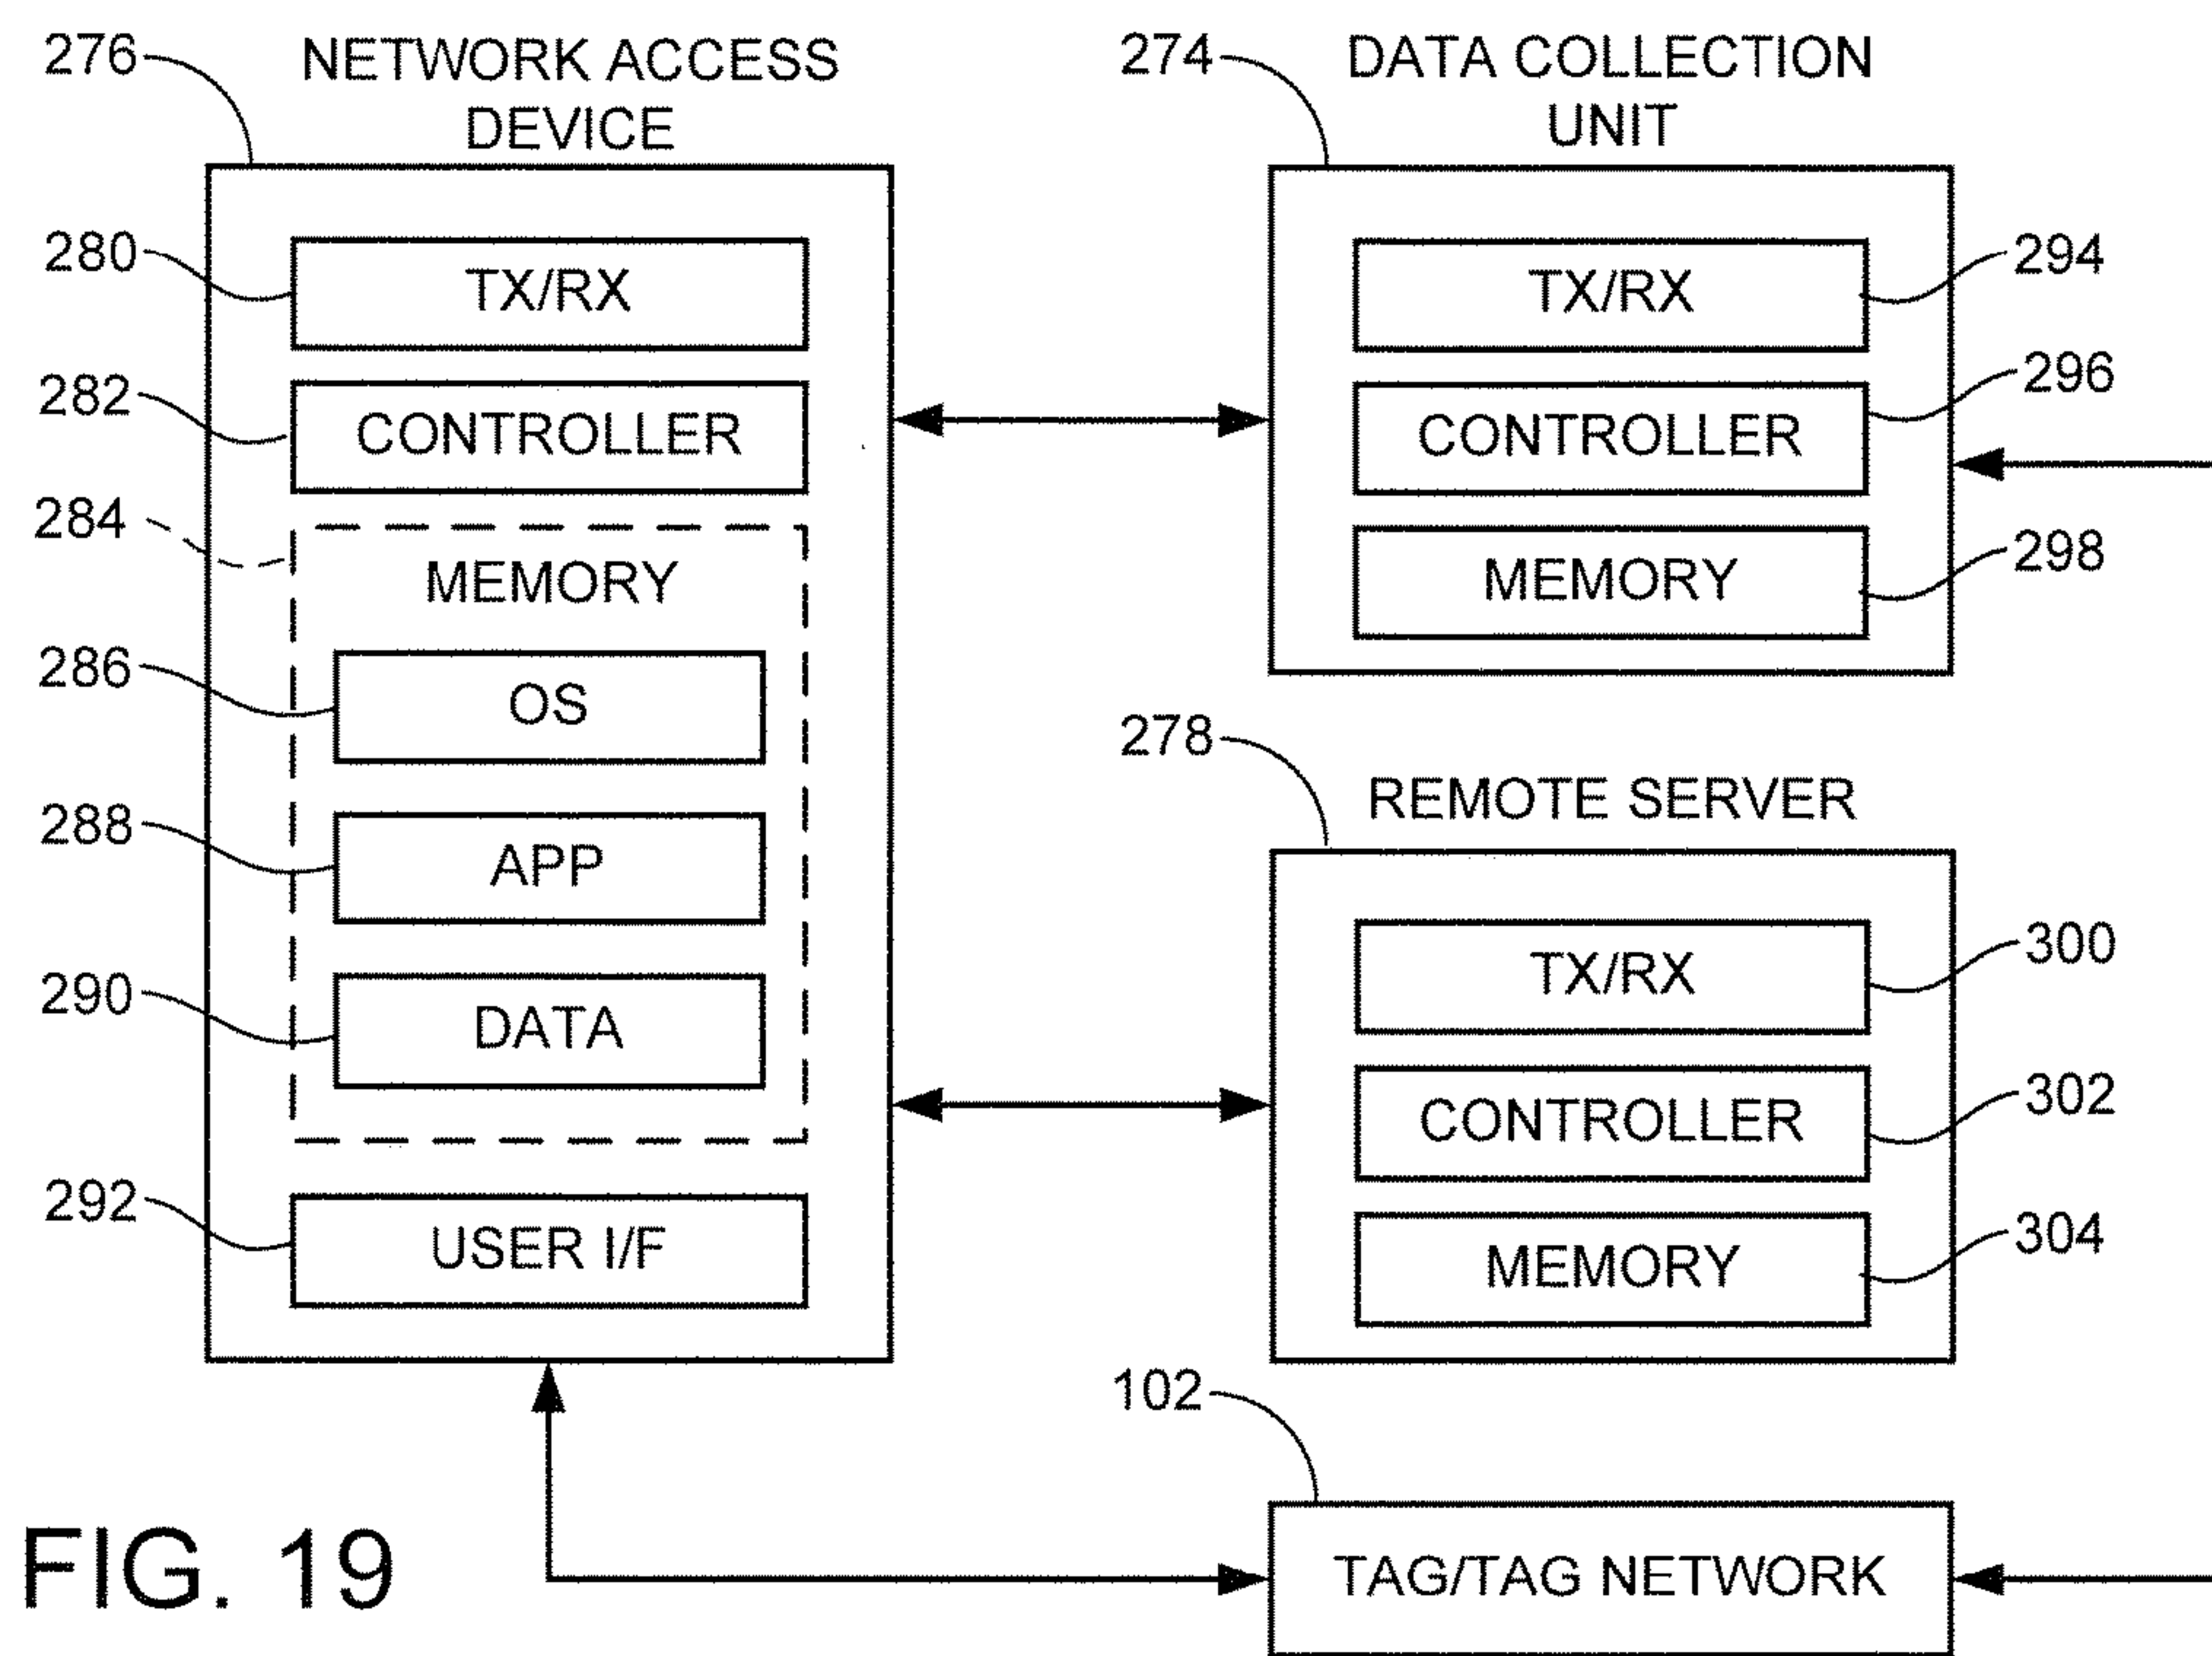 276
NETWORK ACCESS
DEVICE
280
TX/RX
282
CONTROLLER
284
MEMORY
286
OS
288
APP
290
DATA
292
USER I/F
274
DATA COLLECTION
UNIT
TX/RX
294
CONTROLLER
296
MEMORY
298
278
REMOTE SERVER
TX/RX
300
CONTROLLER
302
MEMORY
304
102
TAG/TAG NETWORK
FIG. 19